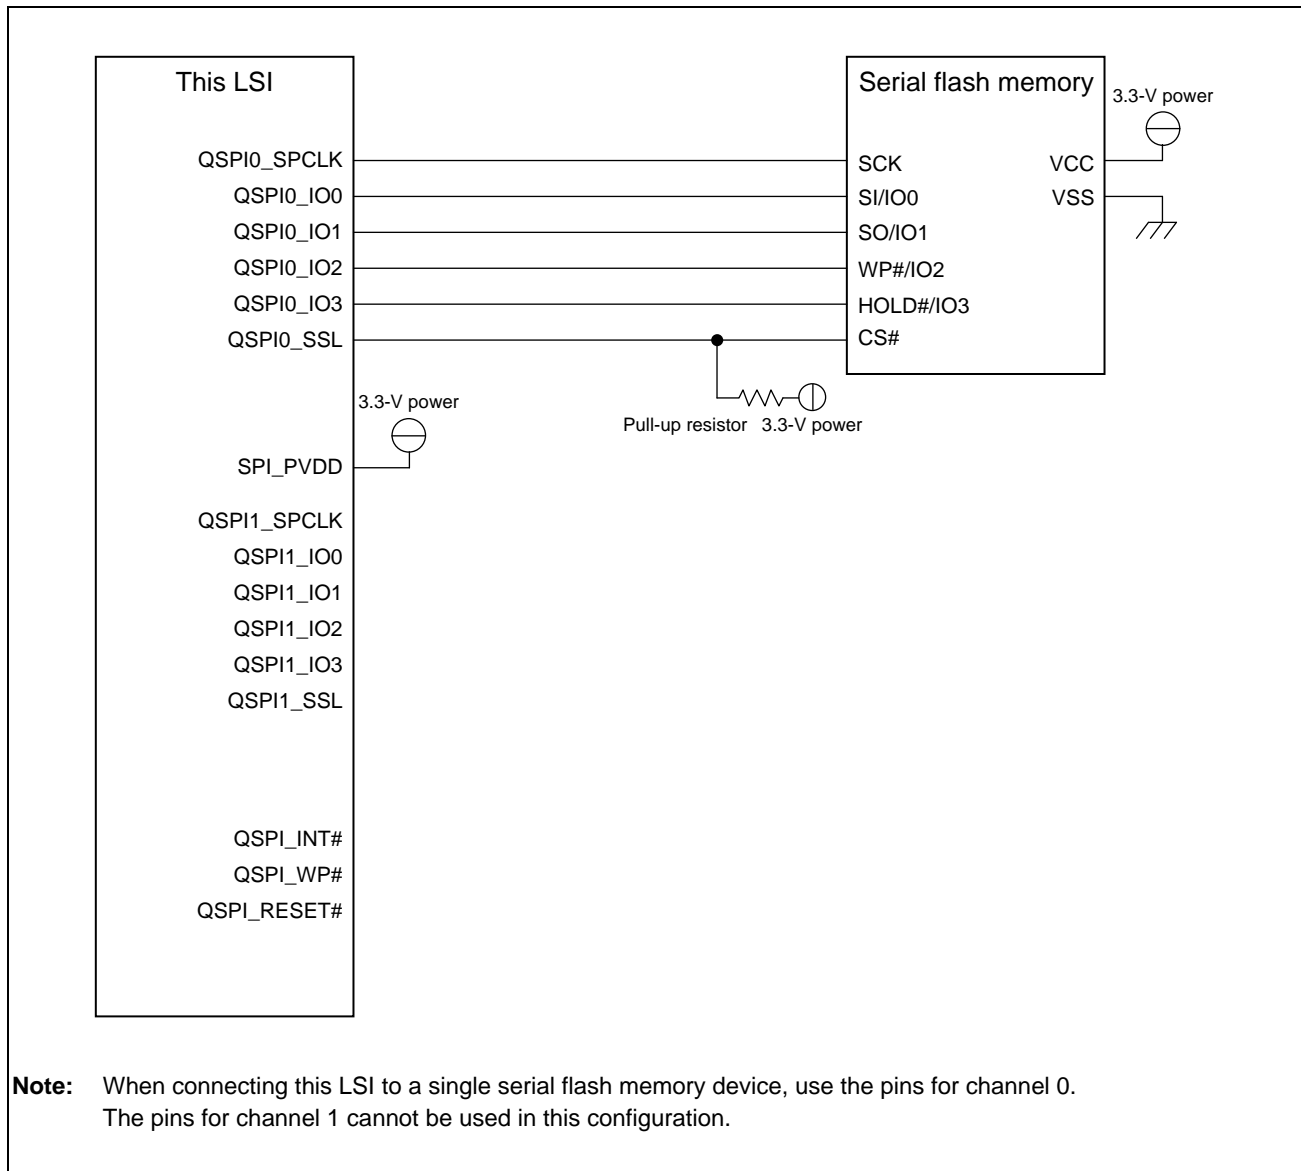 This LSI
Serial flash memory
3.3-V power
QSPI0_SPCLK
SCK
VCC
QSPI0_IO0
SI/IO0
VSS
QSPI0_IO1
SO/IO1
QSPI0_IO2
WP#/IO2
QSPI0_IO3
HOLD#/IO3
QSPI0_SSL
CS#
3.3-V power
Pull-up resistor
3.3-V power
SPI_PVDD
QSPI1_SPCLK
QSPI1_IO0
QSPI1_IO1
QSPI1_IO2
QSPI1_IO3
QSPI1_SSL
QSPI_INT#
QSPI_WP#
QSPI_RESET#
Note: When connecting this LSI to a single serial flash memory device, use the pins for channel 0.
The pins for channel 1 cannot be used in this configuration.